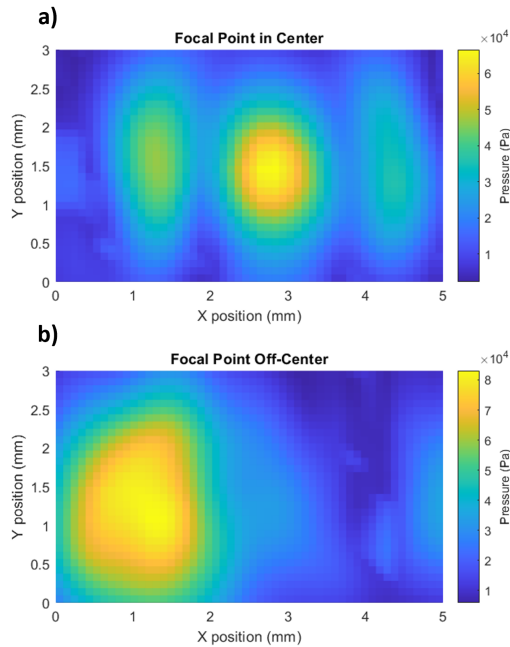 a)
Focal Point in Center
3
2.5
2
1.5
1
0.5
0
Y position (mm)
0 1 2 3 4 5
X position (mm)
×10⁴
6
5
4
3
2
1
Pressure (Pa)
b)
Focal Point Off-Center
3
2.5
2
1.5
1
0.5
0
Y position (mm)
0 1 2 3 4 5
X position (mm)
×10⁴
8
7
6
5
4
3
2
1
Pressure (Pa)